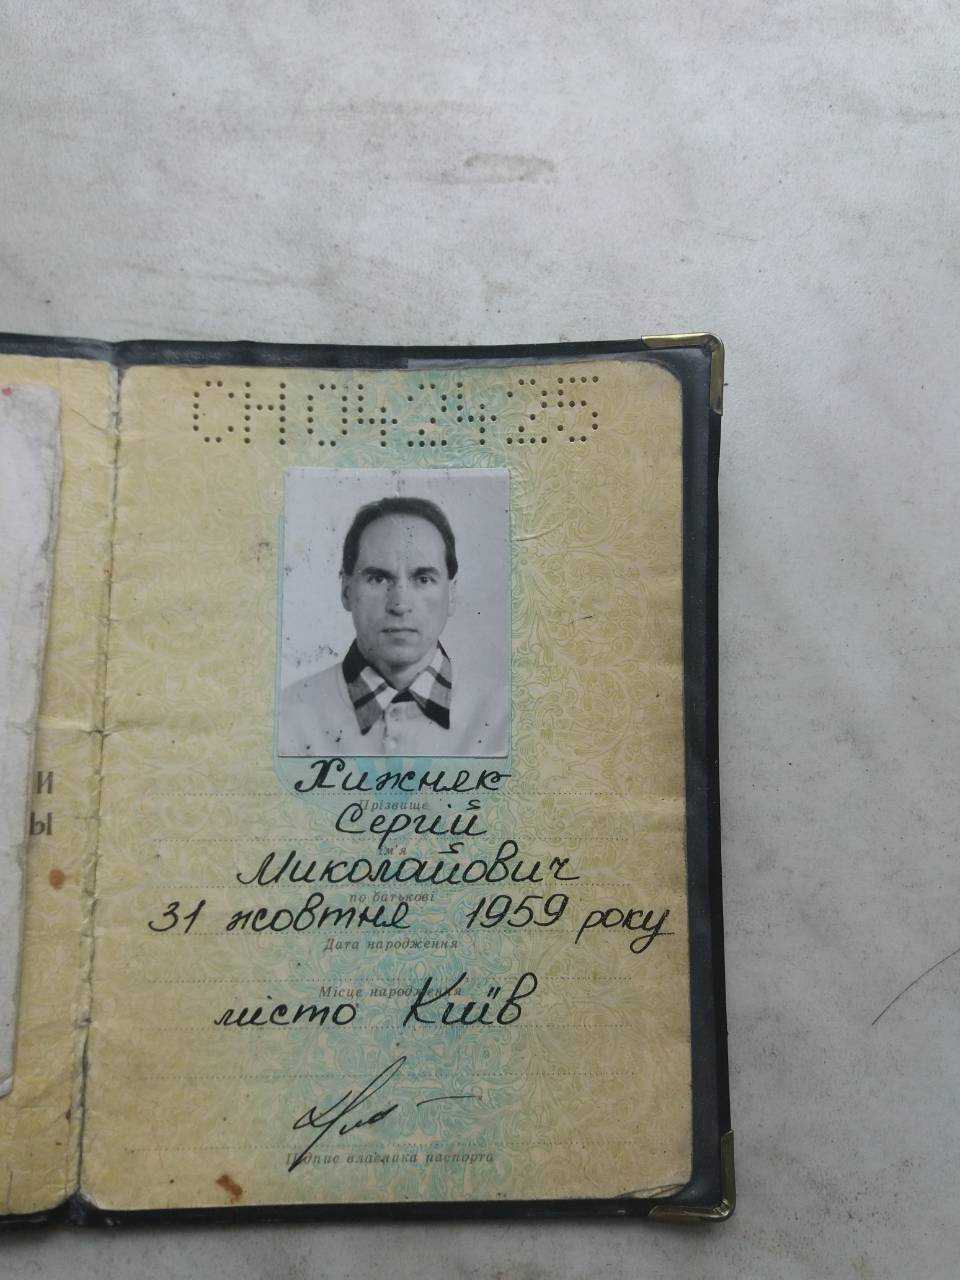 СН042425
Хижняк
Прізвище
Сергій
Ім'я
Миколайович
по батькові
31 жовтня 1959 року
Дата народження
Місце народження
місто Київ
Підпис власника паспорта
И
Ы